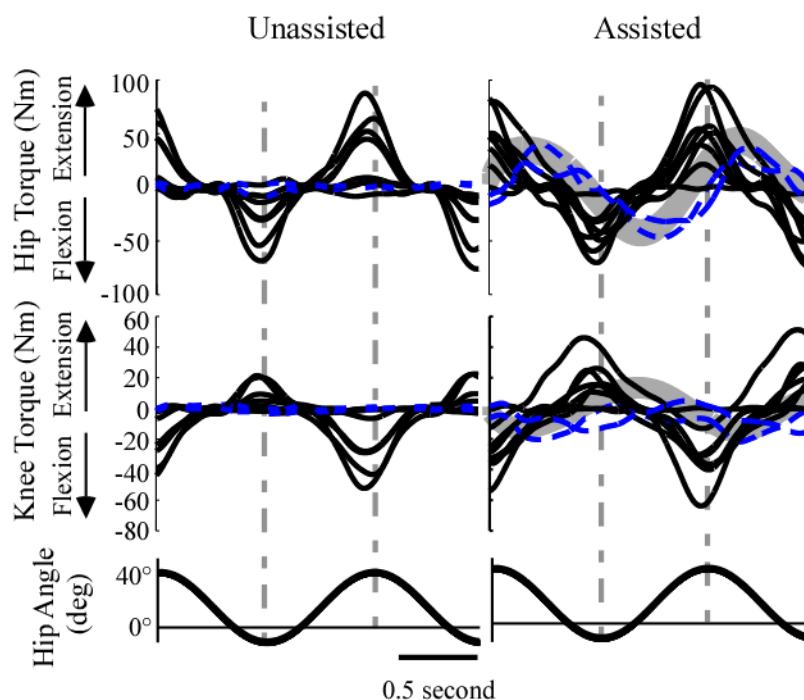 Unassisted
Assisted
Hip Torque (Nm)
Flexion Extension
100
50
0
-50
-100
Knee Torque (Nm)
Flexion Extension
60
40
20
0
-20
-40
-60
-80
Hip Angle
(deg)
40°
0°
0.5 second